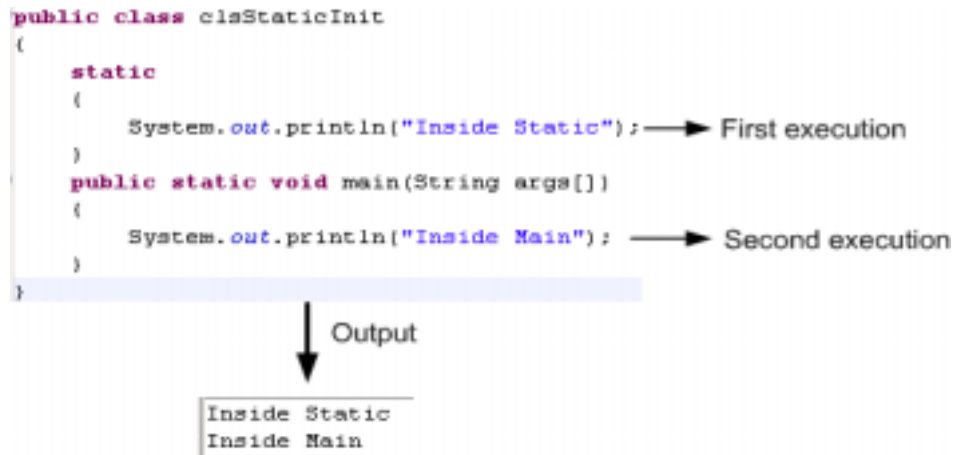 public class clsStaticInit
{
static
{
System.out.println("Inside Static"); First execution
}
public static void main(String args[])
{
System.out.println("Inside Main"); Second execution
}
}
Output
Inside Static
Inside Main